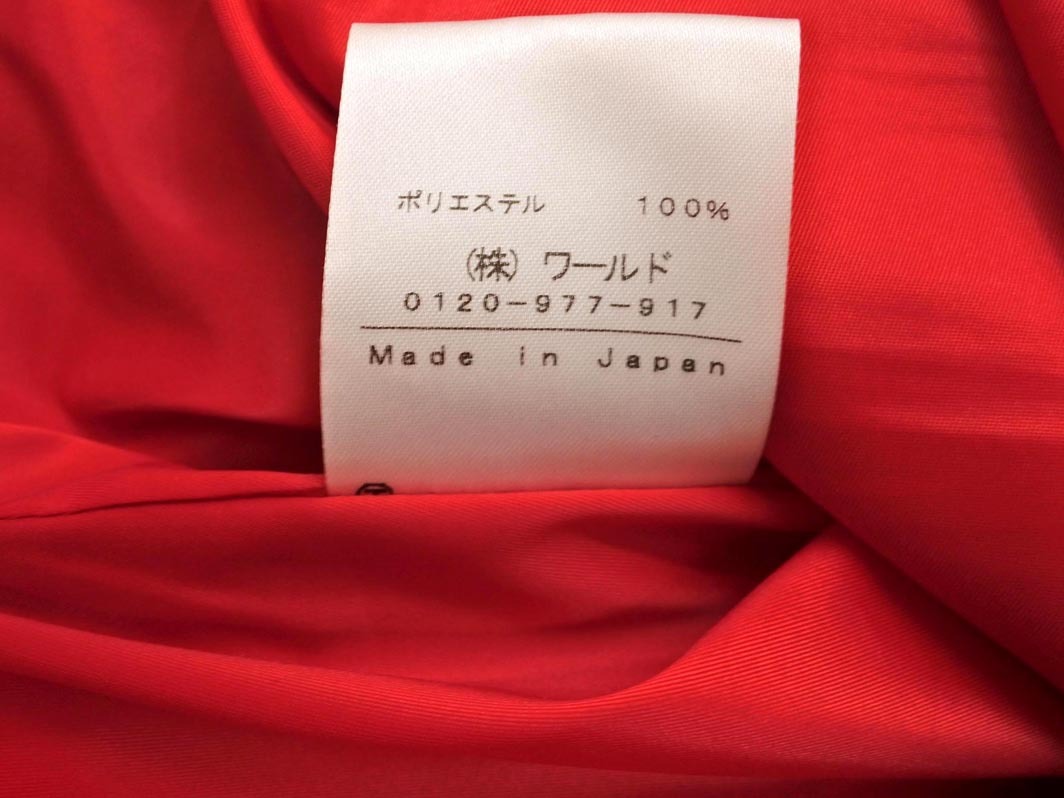 ポリエステル 100%
(株) ワールド
0120-977-917
Made in Japan